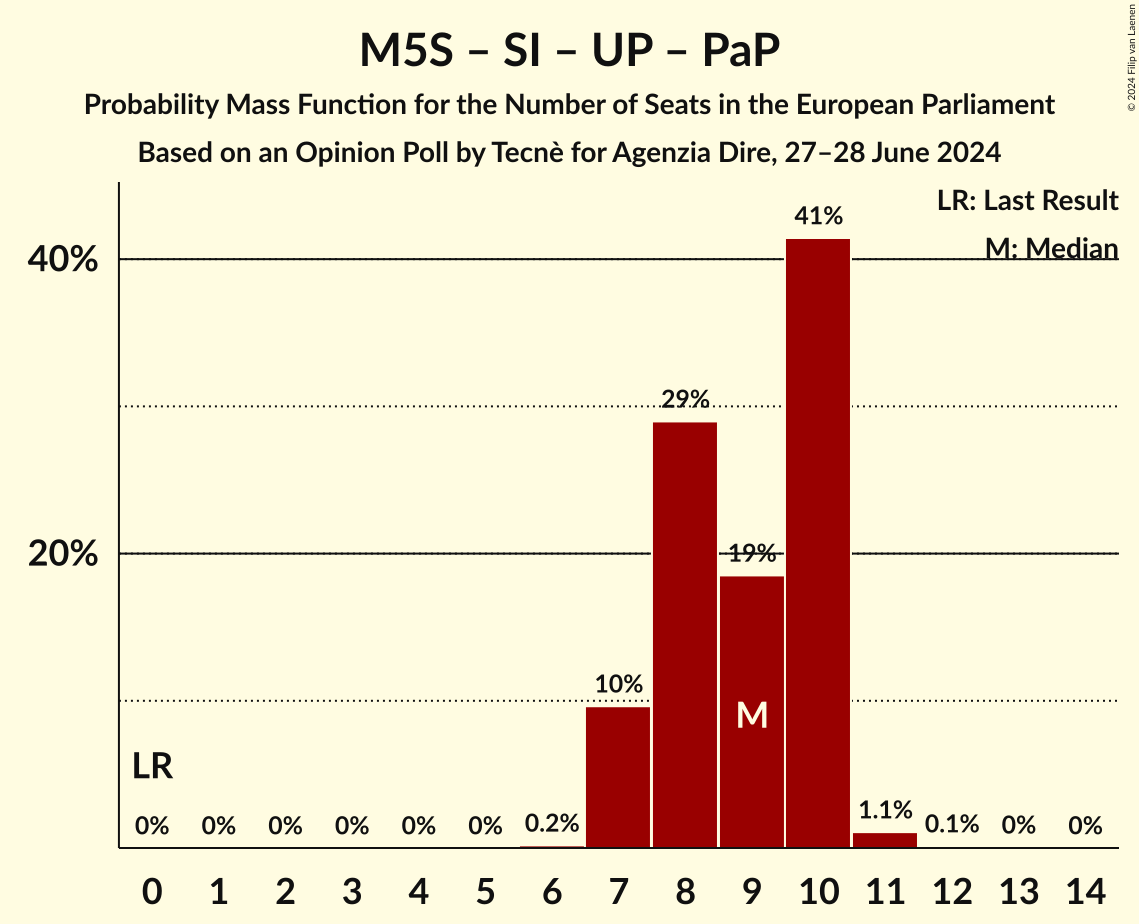 M5S – SI – UP – PaP
Probability Mass Function for the Number of Seats in the European Parliament
Based on an Opinion Poll by Tecnè for Agenzia Dire, 27–28 June 2024
© 2024 Filip van Laenen
LR: Last Result
M: Median
40%
20%
41%
29%
19%
10%
M
LR
0% 0% 0% 0% 0% 0% 0.2% 1.1% 0.1% 0% 0%
0 1 2 3 4 5 6 7 8 9 10 11 12 13 14